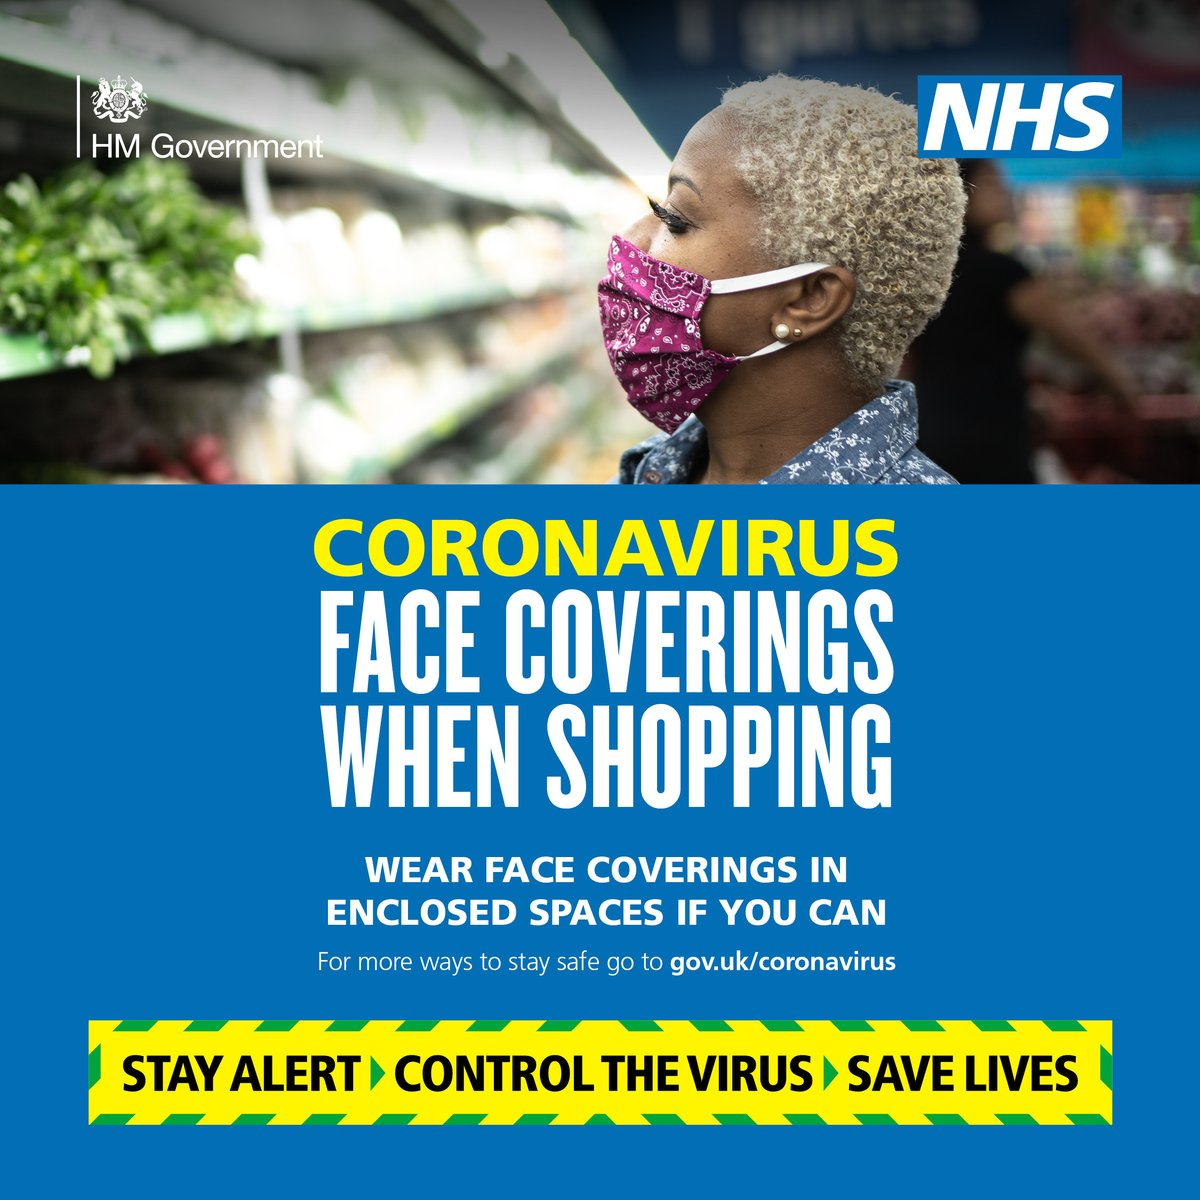 HM Government
NHS
CORONAVIRUS
FACE COVERINGS
WHEN SHOPPING
WEAR FACE COVERINGS IN
ENCLOSED SPACES IF YOU CAN
For more ways to stay safe go to gov.uk/coronavirus
STAY ALERT CONTROL THE VIRUS SAVE LIVES